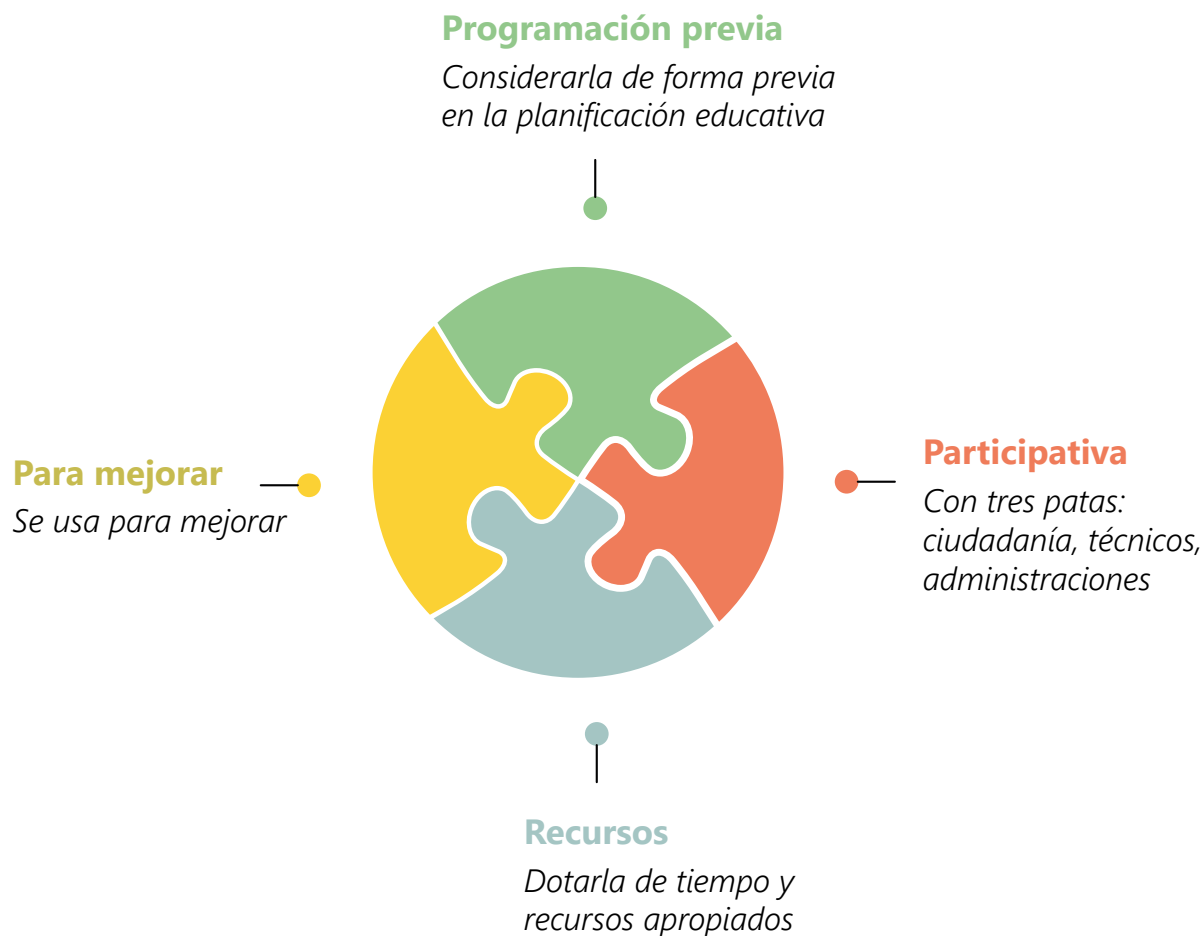 Programación previa
Considerarla de forma previa
en la planificación educativa
Para mejorar
Se usa para mejorar
Participativa
Con tres patas:
ciudadanía, técnicos,
administraciones
Recursos
Dotarla de tiempo y
recursos apropiados